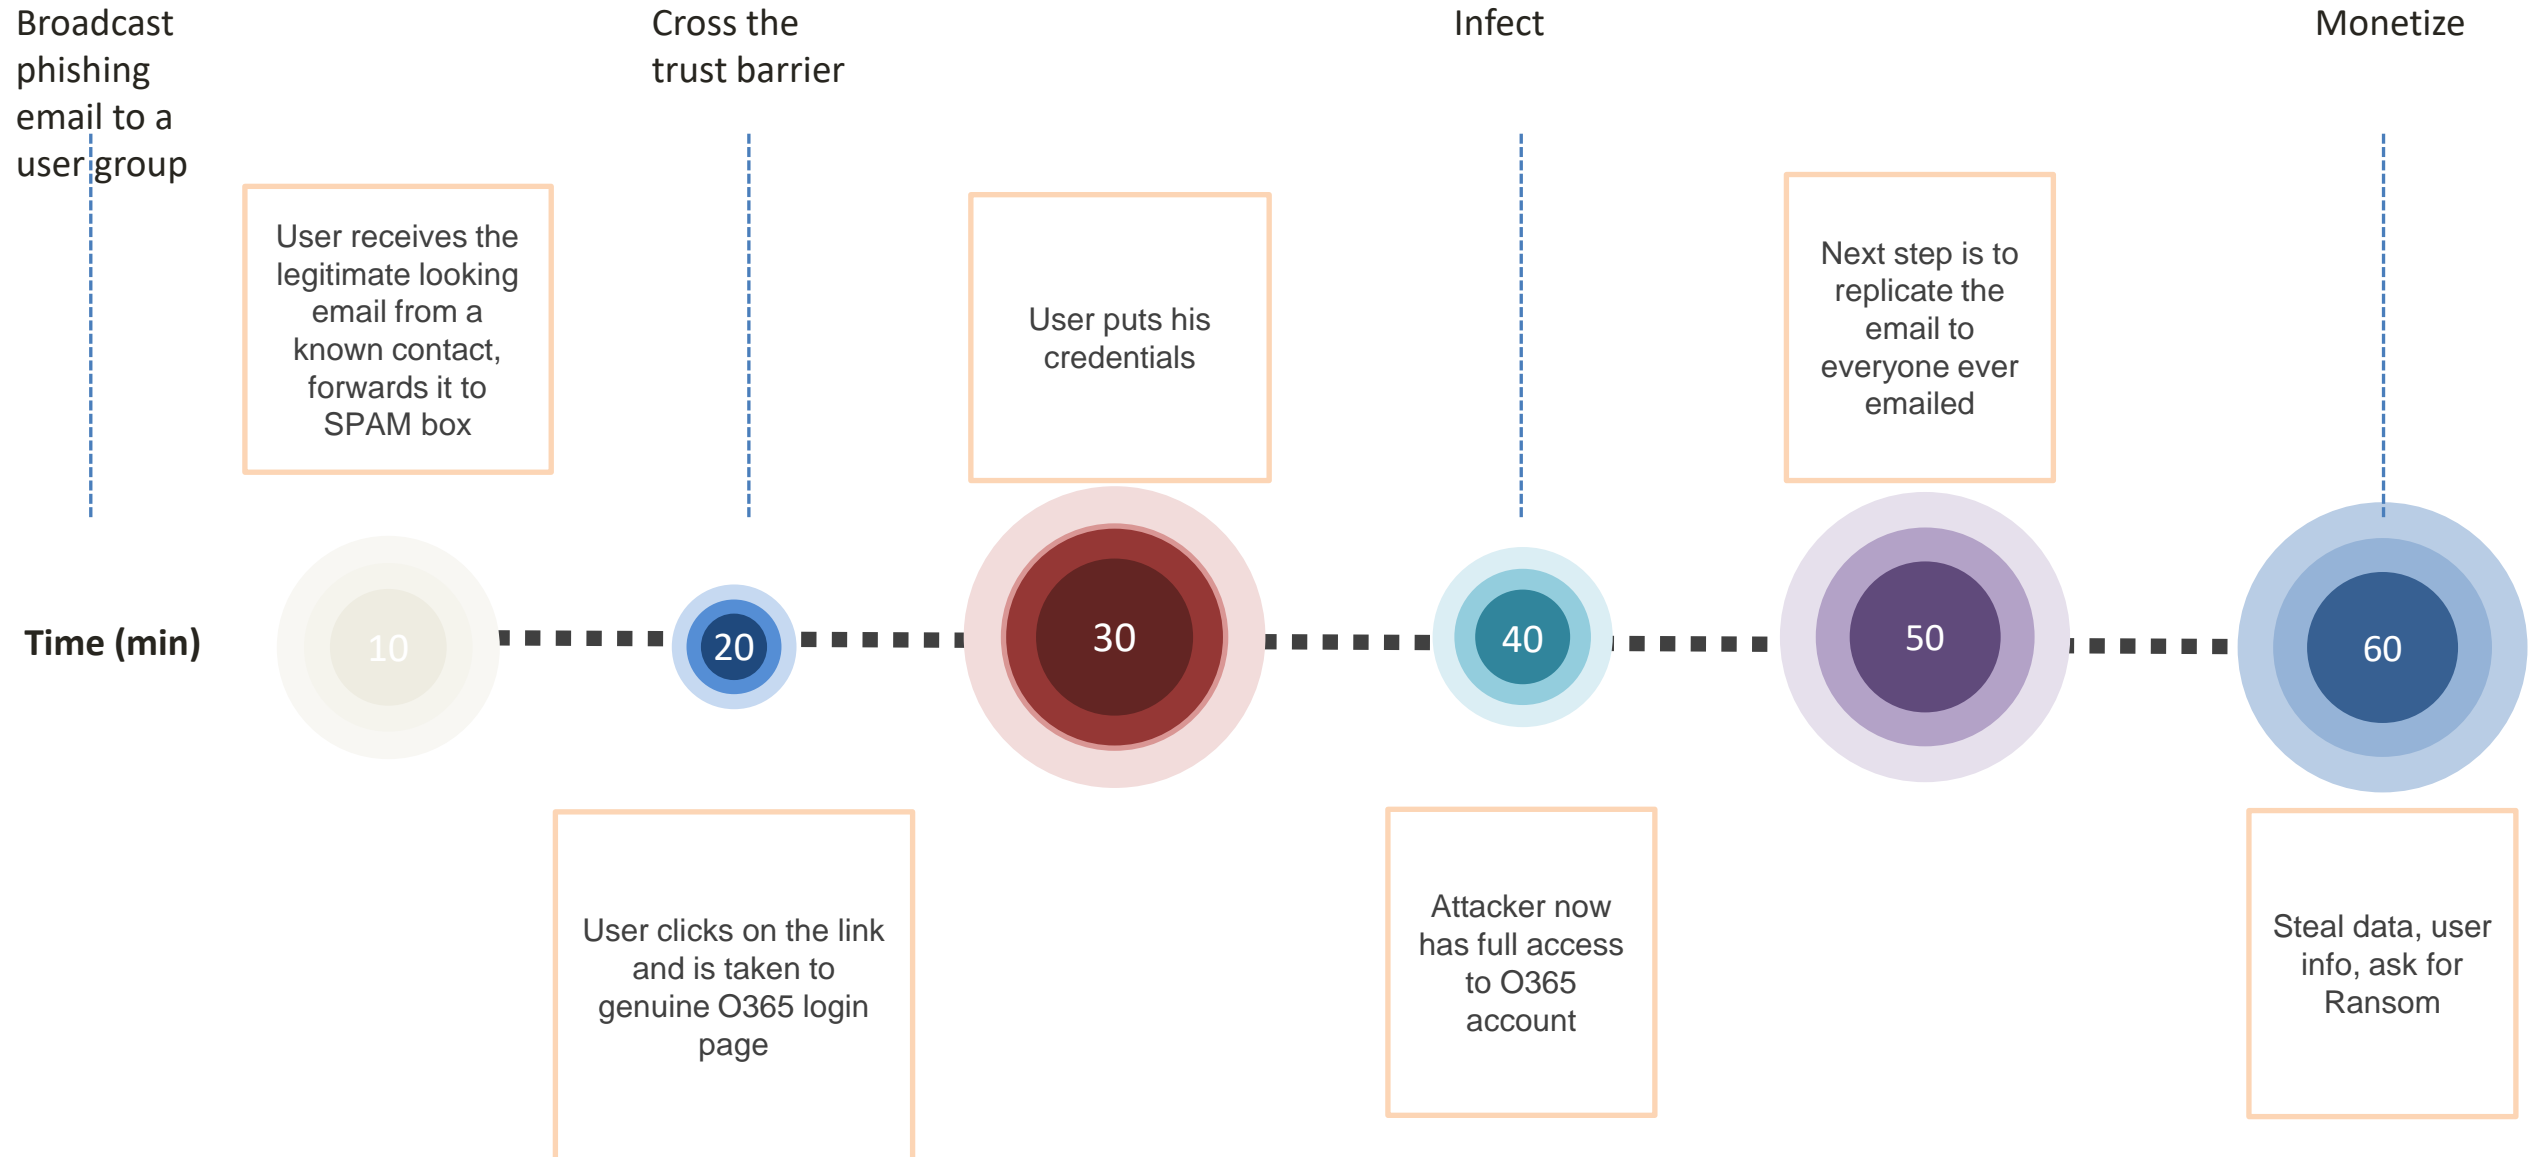 Broadcast
phishing
email to a
user group
Cross the
trust barrier
Infect
Monetize
User receives the
legitimate looking
email from a
known contact,
forwards it to
SPAM box
User puts his
credentials
Next step is to
replicate the
email to
everyone ever
emailed
Time (min)
10
20
30
40
50
60
User clicks on the link
and is taken to
genuine O365 login
page
Attacker now
has full access
to O365
account
Steal data, user
info, ask for
Ransom